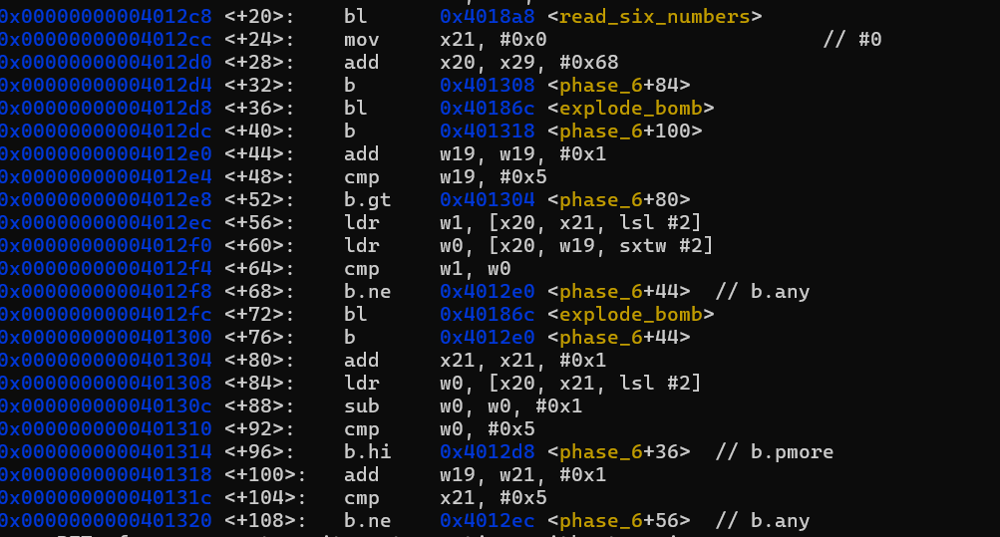 0x00000000004012c8 <+20>: bl 0x4018a8 <read_six_numbers>
0x00000000004012cc <+24>: mov x21, #0x0 // #0
0x00000000004012d0 <+28>: add x20, x29, #0x68
0x00000000004012d4 <+32>: b 0x401308 <phase_6+84>
0x00000000004012d8 <+36>: bl 0x40186c <explode_bomb>
0x00000000004012dc <+40>: b 0x401318 <phase_6+100>
0x00000000004012e0 <+44>: add w19, w19, #0x1
0x00000000004012e4 <+48>: cmp w19, #0x5
0x00000000004012e8 <+52>: b.gt 0x401304 <phase_6+80>
0x00000000004012ec <+56>: ldr w1, [x20, x21, lsl #2]
0x00000000004012f0 <+60>: ldr w0, [x20, w19, sxtw #2]
0x00000000004012f4 <+64>: cmp w1, w0
0x00000000004012f8 <+68>: b.ne 0x4012e0 <phase_6+44> // b.any
0x00000000004012fc <+72>: bl 0x40186c <explode_bomb>
0x0000000000401300 <+76>: b 0x4012e0 <phase_6+44>
0x0000000000401304 <+80>: add x21, x21, #0x1
0x0000000000401308 <+84>: ldr w0, [x20, x21, lsl #2]
0x000000000040130c <+88>: sub w0, w0, #0x1
0x0000000000401310 <+92>: cmp w0, #0x5
0x0000000000401314 <+96>: b.hi 0x4012d8 <phase_6+36> // b.pmore
0x0000000000401318 <+100>: add w19, w21, #0x1
0x000000000040131c <+104>: cmp x21, #0x5
0x0000000000401320 <+108>: b.ne 0x4012ec <phase_6+56> // b.any